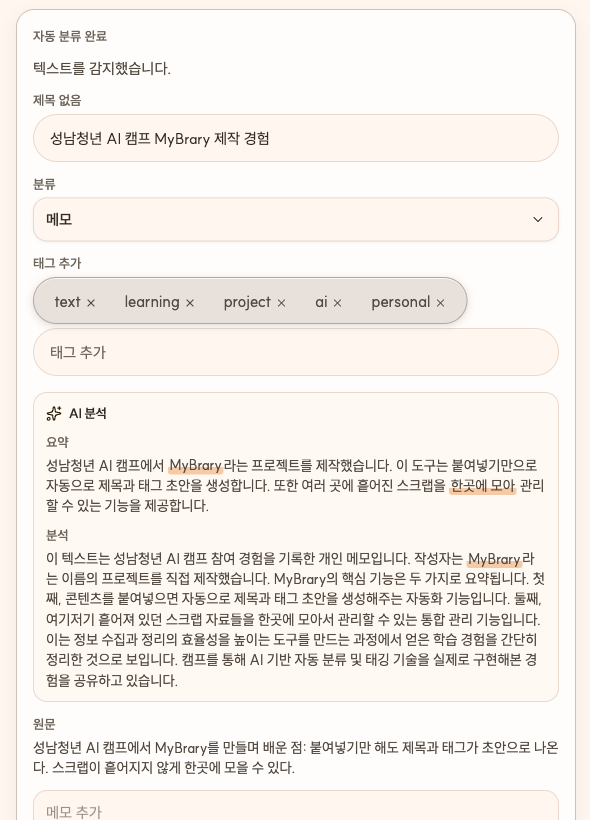 자동 분류 완료
텍스트를 감지했습니다.
제목 없음
성남청년 AI 캠프 MyBrary 제작 경험
분류
메모
태그 추가
text × learning × project × ai × personal ×
태그 추가
AI 분석
요약
성남청년 AI 캠프에서 MyBrary라는 프로젝트를 제작했습니다. 이 도구는 붙여넣기만으로
자동으로 제목과 태그 초안을 생성합니다. 또한 여러 곳에 흩어진 스크랩을 한곳에 모아 관리
할 수 있는 기능을 제공합니다.
분석
이 텍스트는 성남청년 AI 캠프 참여 경험을 기록한 개인 메모입니다. 작성자는 MyBrary라
는 이름의 프로젝트를 직접 제작했습니다. MyBrary의 핵심 기능은 두 가지로 요약됩니다. 첫
째, 콘텐츠를 붙여넣으면 자동으로 제목과 태그 초안을 생성해주는 자동화 기능입니다. 둘째,
여기저기 흩어져 있던 스크랩 자료들을 한곳에 모아서 관리할 수 있는 통합 관리 기능입니다.
이는 정보 수집과 정리의 효율성을 높이는 도구를 만드는 과정에서 얻은 학습 경험을 간단히
정리한 것으로 보입니다. 캠프를 통해 AI 기반 자동 분류 및 태깅 기술을 실제로 구현해본 경
험을 공유하고 있습니다.
원문
성남청년 AI 캠프에서 MyBrary를 만들며 배운 점: 붙여넣기만 해도 제목과 태그가 초안으로 나온
다. 스크랩이 흩어지지 않게 한곳에 모을 수 있다.
메모 추가